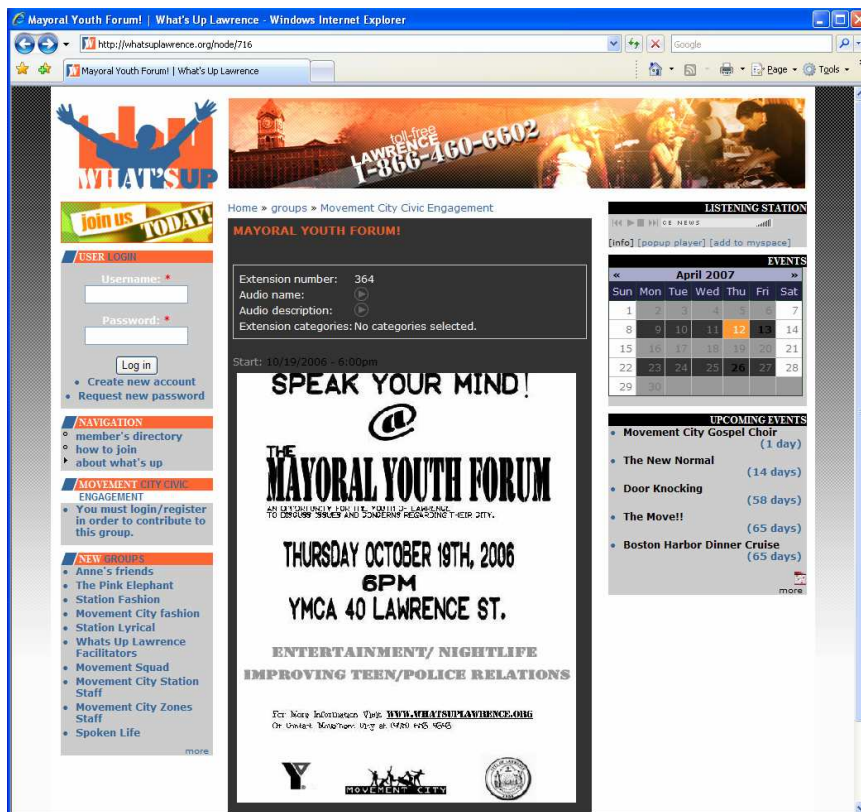 Mayoral Youth Forum! | What's Up Lawrence - Windows Internet Explorer
http://whatsuplawrence.org/node/716
Google
Mayoral Youth Forum! | What's Up Lawrence
Page
Tools
WHAT'SUP
toll-free
LAWRENCE
1-866-460-6602
join us TODAY!
USER LOGIN
Username: *
Password: *
Log in
Create new account
Request new password
NAVIGATION
member's directory
how to join
about what's up
MOVEMENT CITY CIVIC
ENGAGEMENT
You must login/register
in order to contribute to
this group.
NEW GROUPS
Anne's friends
The Pink Elephant
Station Fashion
Movement City fashion
Station Lyrical
Whats Up Lawrence
Facilitators
Movement Squad
Movement City Station
Staff
Movement City Zones
Staff
Spoken Life
more
Home » groups » Movement City Civic Engagement
MAYORAL YOUTH FORUM!
Extension number: 364
Audio name:
Audio description:
Extension categories: No categories selected.
Start: 10/19/2006 - 6:00pm
SPEAK YOUR MIND!
@
THE
MAYORAL YOUTH FORUM
AN OPPORTUNITY FOR THE YOUTH OF LAWRENCE
TO DISCUSS ISSUES AND CONCERNS REGARDING THEIR CITY.
THURSDAY OCTOBER 19TH, 2006
6PM
YMCA 40 LAWRENCE ST.
ENTERTAINMENT/ NIGHTLIFE
IMPROVING TEEN/POLICE RELATIONS
For More Information Visit WWW.WHATSUPLAWRENCE.ORG
Or Contact Movement City at
MOVEMENT CITY
LISTENING STATION
CE NEWS
[info] [popup player] [add to myspace]
EVENTS
« April 2007 »
Sun Mon Tue Wed Thu Fri Sat
1 2 3 4 5 6 7
8 9 10 11 12 13 14
15 16 17 18 19 20 21
22 23 24 25 26 27 28
29 30
UPCOMING EVENTS
Movement City Gospel Choir
(1 day)
The New Normal
(14 days)
Door Knocking
(58 days)
The Move!!
(65 days)
Boston Harbor Dinner Cruise
(65 days)
more